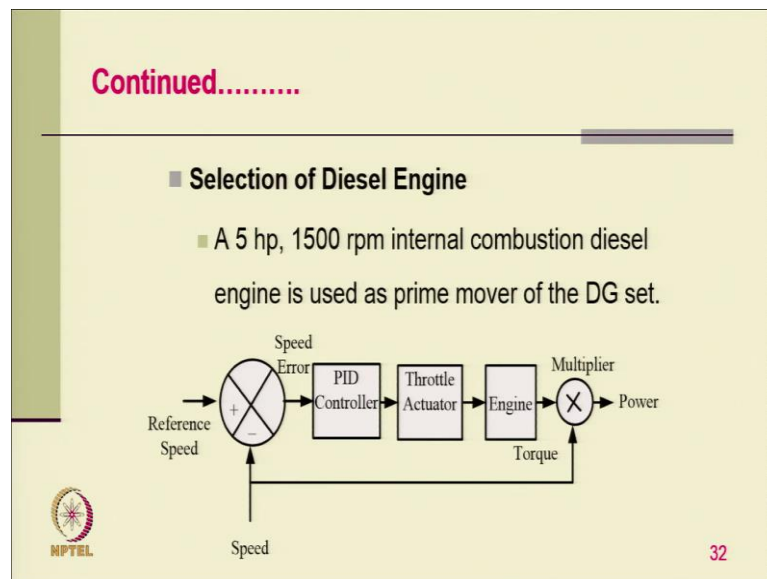 Continued..........
Selection of Diesel Engine
A 5 hp, 1500 rpm internal combustion diesel
engine is used as prime mover of the DG set.
Speed
Error
Multiplier
PID
Controller
Throttle
Actuator
Engine
X
Power
+
−
Reference
Speed
Torque
Speed
NPTEL
32